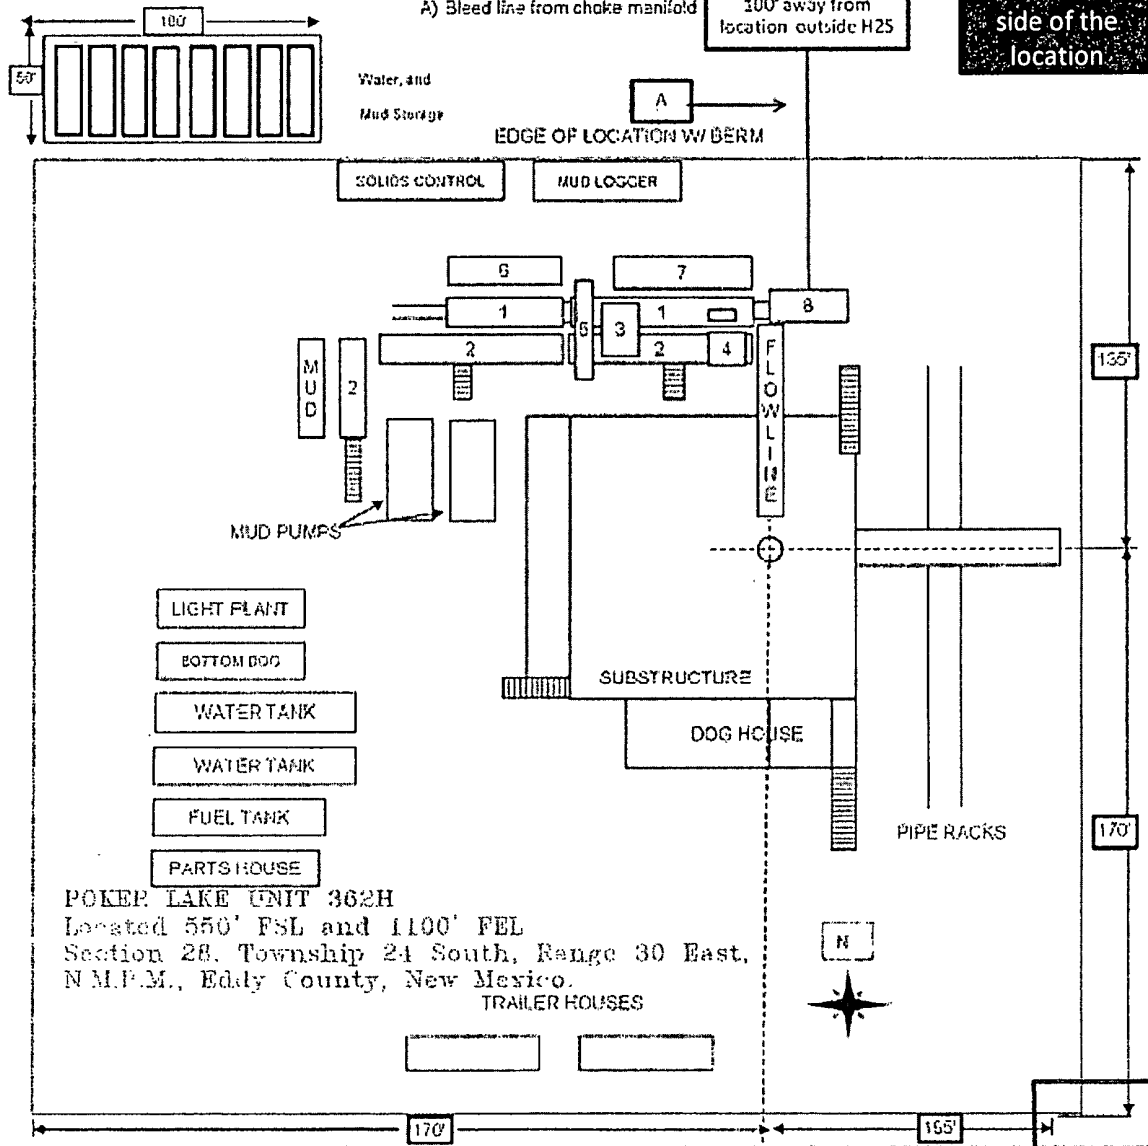 100'
50'
Water, and
Mud Storage
A) Bleed line from choke manifold
100' away from
location outside H2S
side of the
location
A
EDGE OF LOCATION W/ BERM
SOLIDS CONTROL
MUD LOGGER
6
7
1
1
8
5
3
2
2
4
MUD
2
FLOWLINE
135'
MUD PUMPS
LIGHT PLANT
BOTTOM DOG
WATER TANK
WATER TANK
FUEL TANK
PARTS HOUSE
SUBSTRUCTURE
DOG HOUSE
PIPE RACKS
170'
POKER LAKE UNIT 362H
Located 550' FSL and 1100' FEL
Section 28, Township 24 South, Range 30 East,
N.M.P.M., Eddy County, New Mexico.
N
TRAILER HOUSES
170'